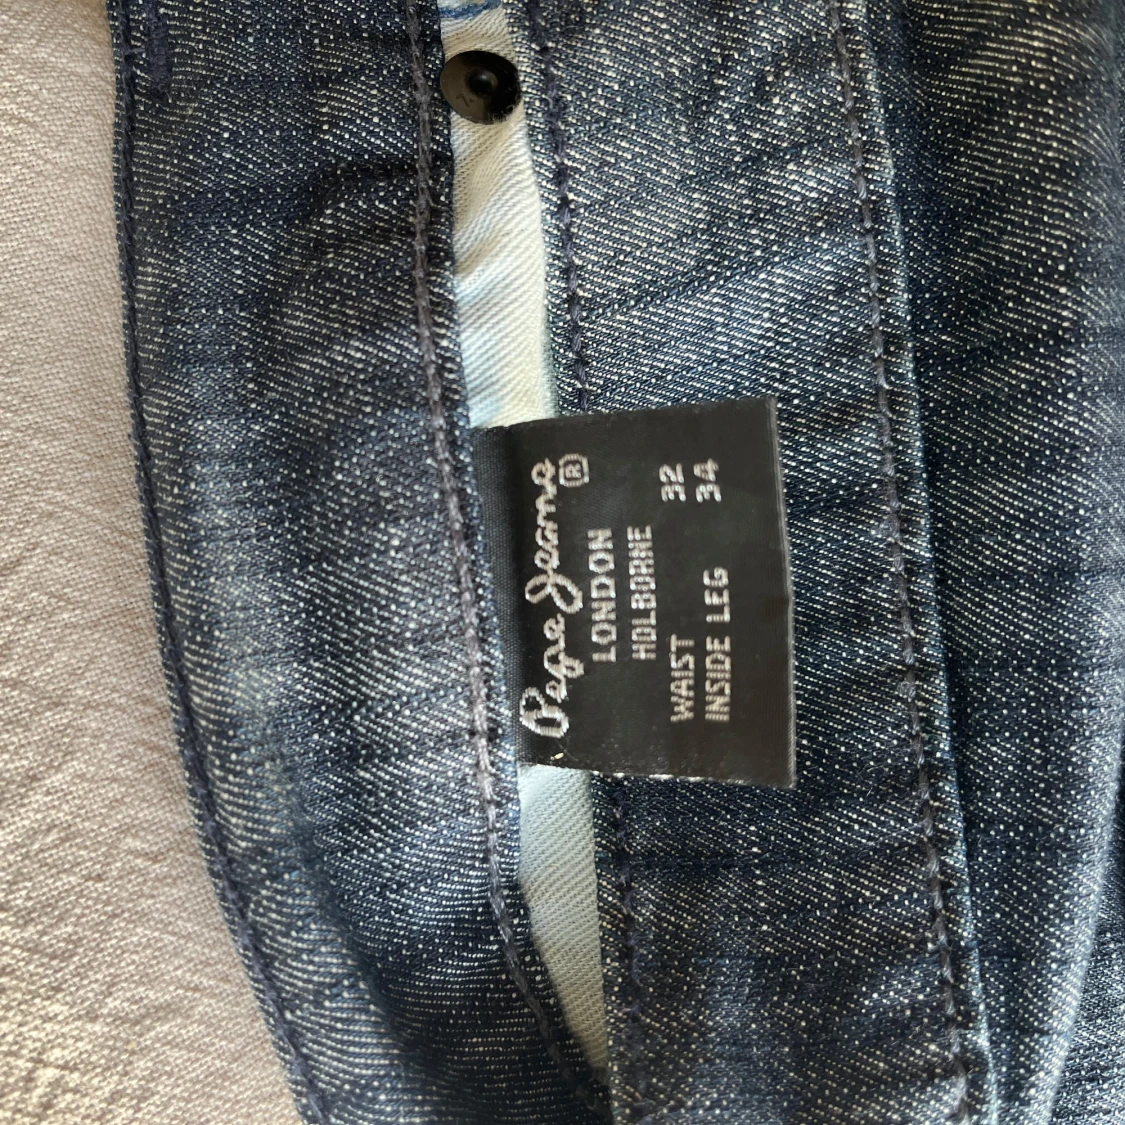 Pepe Jeans ®
LONDON
HOLBORNE
WAIST 32
INSIDE LEG 34